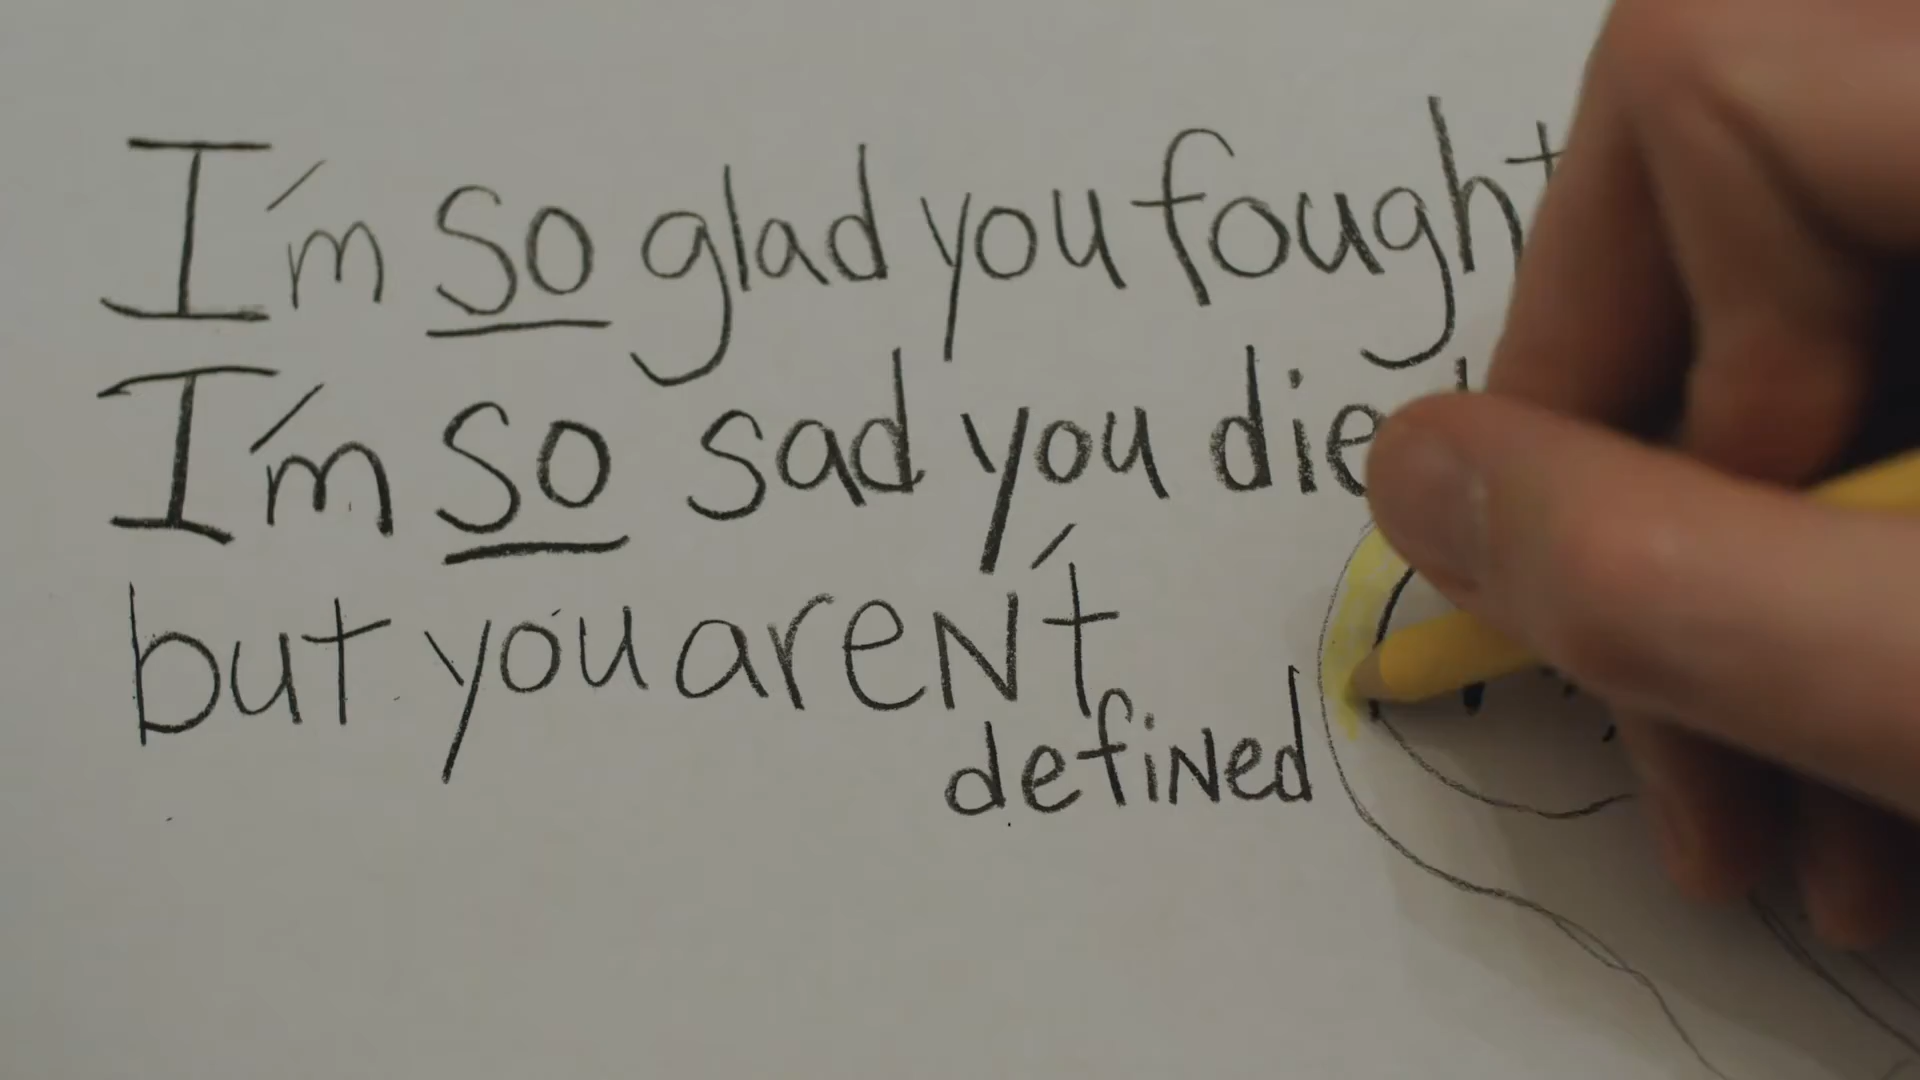 I'm so glad you fought
I'm so sad you
but you aren't
defined